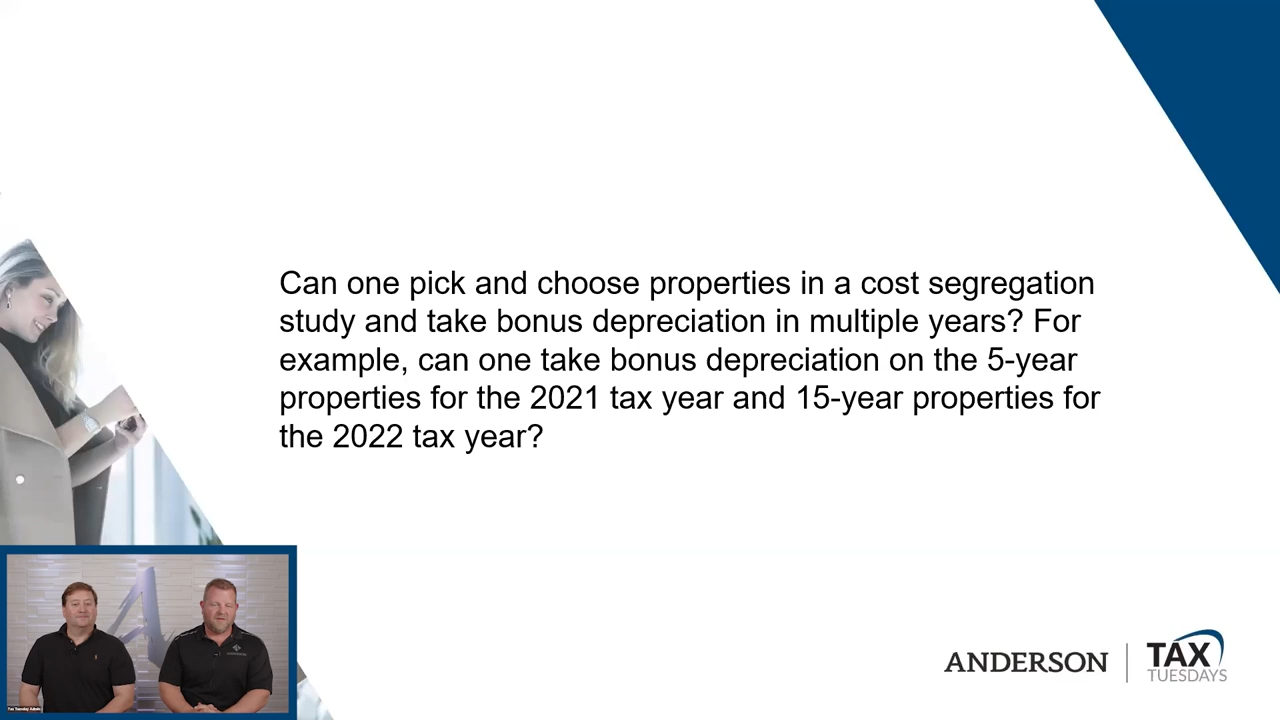 Can one pick and choose properties in a cost segregation
study and take bonus depreciation in multiple years? For
example, can one take bonus depreciation on the 5-year
properties for the 2021 tax year and 15-year properties for
the 2022 tax year?
ANDERSON
TAX
TUESDAYS